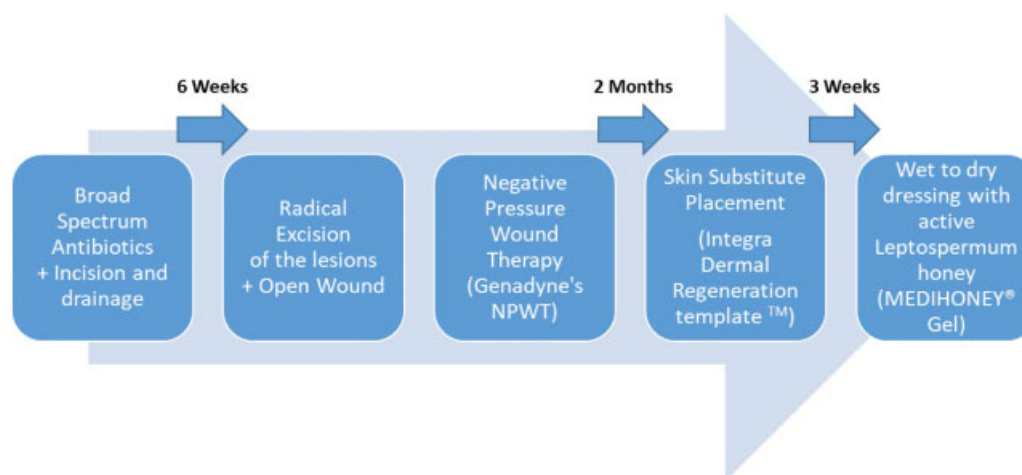 6 Weeks
2 Months
3 Weeks
Broad
Spectrum
Antibiotics
+ Incision and
drainage
Radical
Excision
of the lesions
+ Open Wound
Negative
Pressure
Wound
Therapy
(Genadyne's
NPWT)
Skin Substitute
Placement
(Integra
Dermal
Regeneration
template ™)
Wet to dry
dressing with
active
Leptospermum
honey
(MEDIHONEY®
Gel)